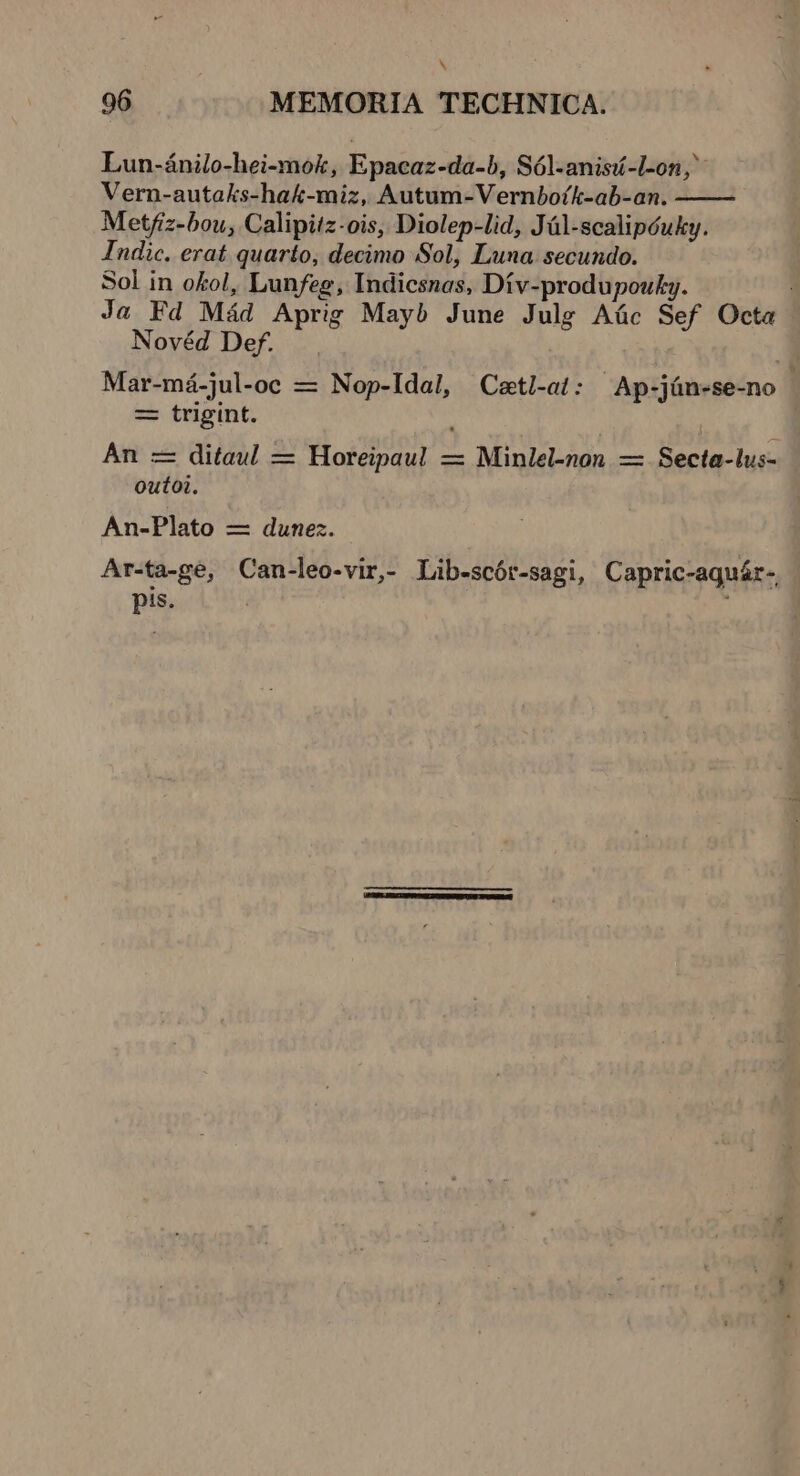 96 MEMORIA TECHNICA.
Lun-ánilo-hei-mok, Epacaz-da-b, Sól-anisú-l-on,
Vern-autaks-hak-miz, Autum-Vernboík-ab-an. ——
Metfiz-bou, Calipitz-ois, Diolep-lid, Júl-scalipóuky.
Indic. erat quarto, decimo Sol, Luna secundo.
Sol in okol, Lunfeg, Indicsnas, Dív-produpouky.
Ja Fd Mád Aprig Mayb June Julg Aúc Sef Octa
Novéd Def.
Mar-má-jul-oc = Nop-Idal, Cætl-at: Ap-jún-se-no
= trigint.
An = ditaul = Horeipaul = Minlel-non = Secta-lus-
outoi.
An-Plato = dunez.
Ar-ta-ge, Can-leo-vir,- Lib-scór-sagi, Capric-aquár-
pis.